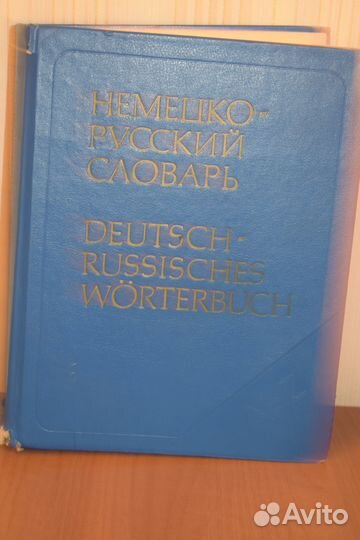 НЕМЕЦКО-
РУССКИЙ
СЛОВАРЬ
DEUTSCH-
RUSSISCHES
WÖRTERBUCH
Avito